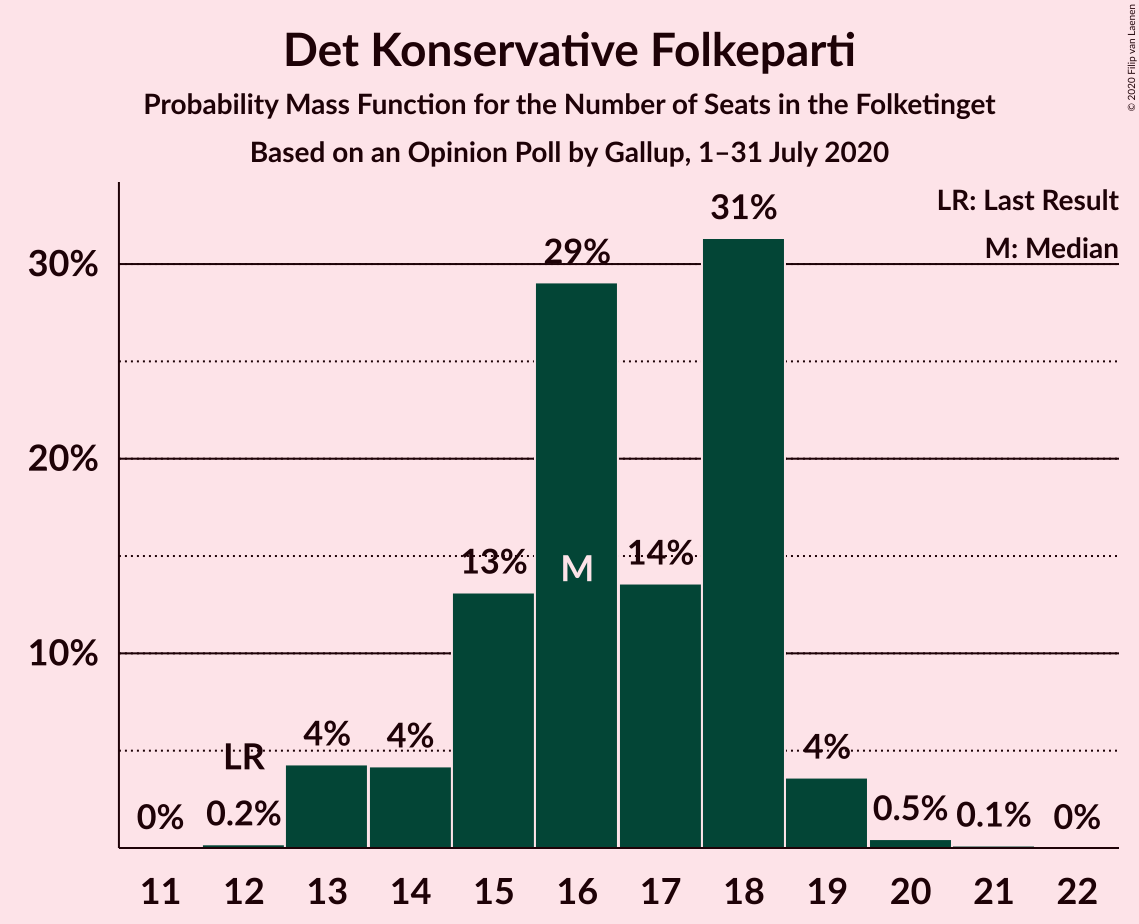 Det Konservative Folkeparti
Probability Mass Function for the Number of Seats in the Folketinget
Based on an Opinion Poll by Gallup, 1–31 July 2020
© 2020 Filip van Laenen
LR: Last Result
M: Median
30%
20%
10%
0%
LR
0.2%
4%
4%
13%
29%
M
14%
31%
4%
0.5%
0.1%
0%
11 12 13 14 15 16 17 18 19 20 21 22